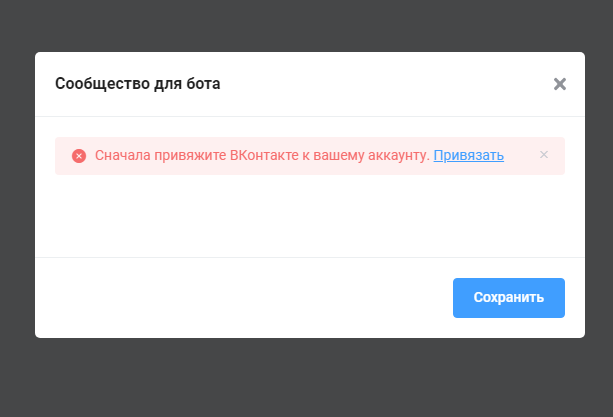 Сообщество для бота
Сначала привяжите ВКонтакте к вашему аккаунту. Привязать
Сохранить